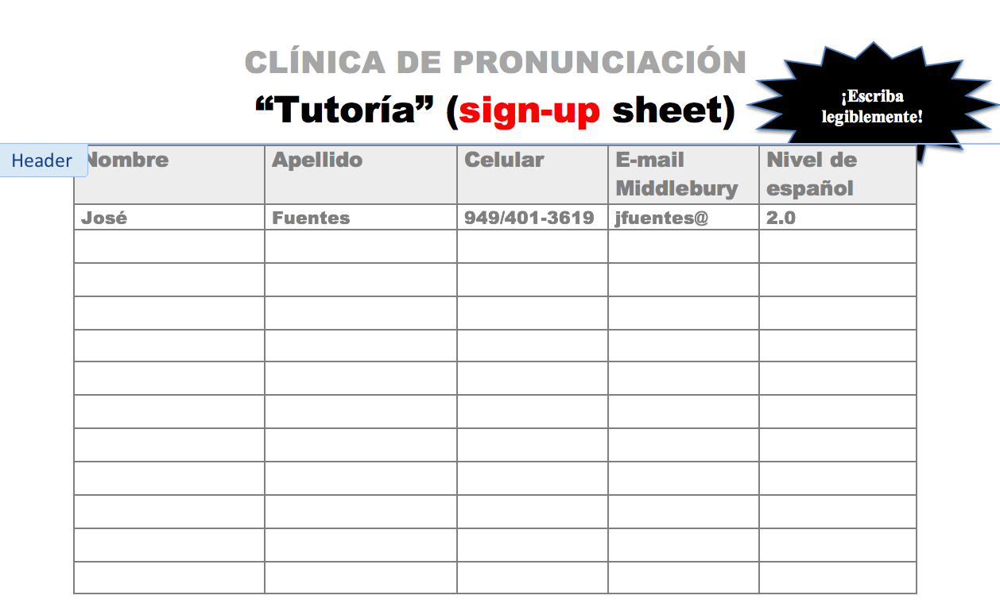 CLÍNICA DE PRONUNCIACIÓN
“Tutoría” (sign-up sheet)
¡Escriba
legiblemente!
Header
Nombre Apellido Celular E-mail Middlebury Nivel de español
José Fuentes 949/401-3619 jfuentes@ 2.0